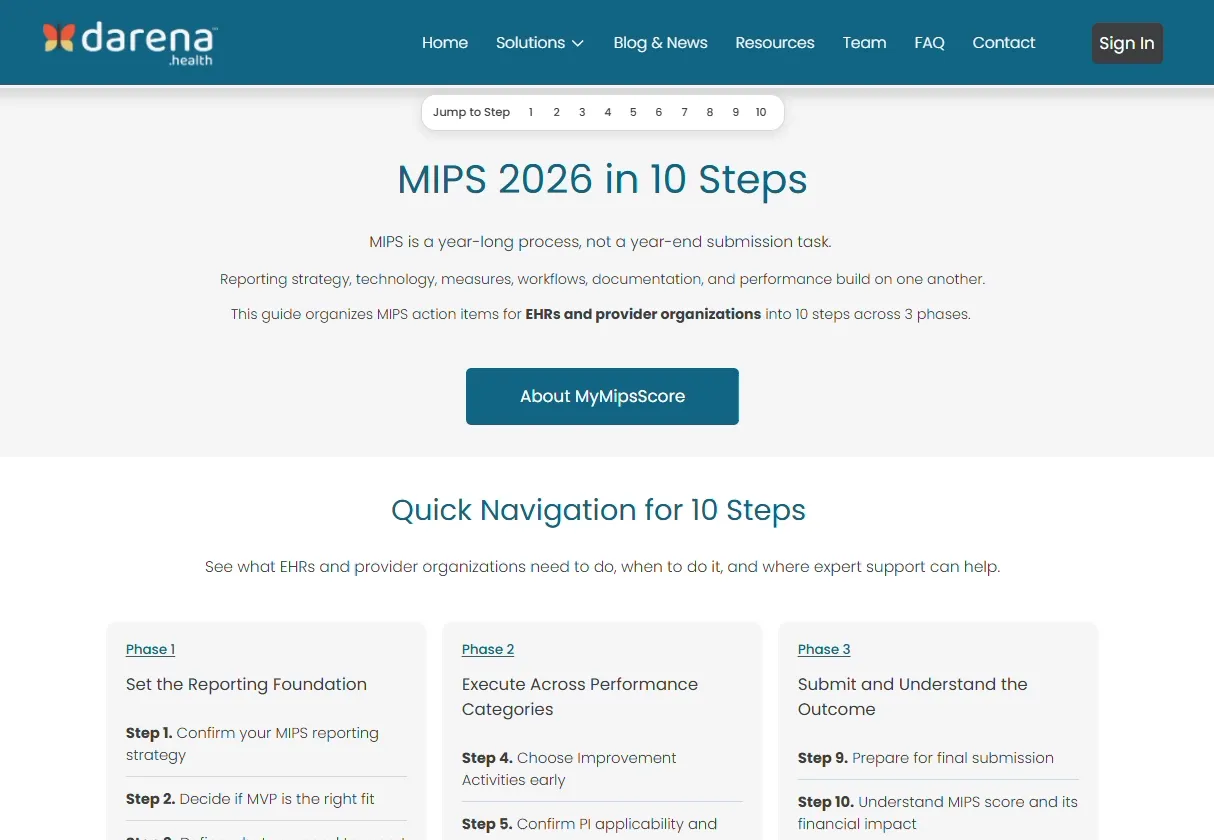 darena
.health
Home
Solutions
Blog & News
Resources
Team
FAQ
Contact
Sign In
Jump to Step 1 2 3 4 5 6 7 8 9 10
MIPS 2026 in 10 Steps
MIPS is a year-long process, not a year-end submission task.
Reporting strategy, technology, measures, workflows, documentation, and performance build on one another.
This guide organizes MIPS action items for EHRs and provider organizations into 10 steps across 3 phases.
About MyMipsScore
Quick Navigation for 10 Steps
See what EHRs and provider organizations need to do, when to do it, and where expert support can help.
Phase 1
Set the Reporting Foundation
Step 1. Confirm your MIPS reporting
strategy
Step 2. Decide if MVP is the right fit
Phase 2
Execute Across Performance
Categories
Step 4. Choose Improvement
Activities early
Step 5. Confirm PI applicability and
Phase 3
Submit and Understand the
Outcome
Step 9. Prepare for final submission
Step 10. Understand MIPS score and its
financial impact